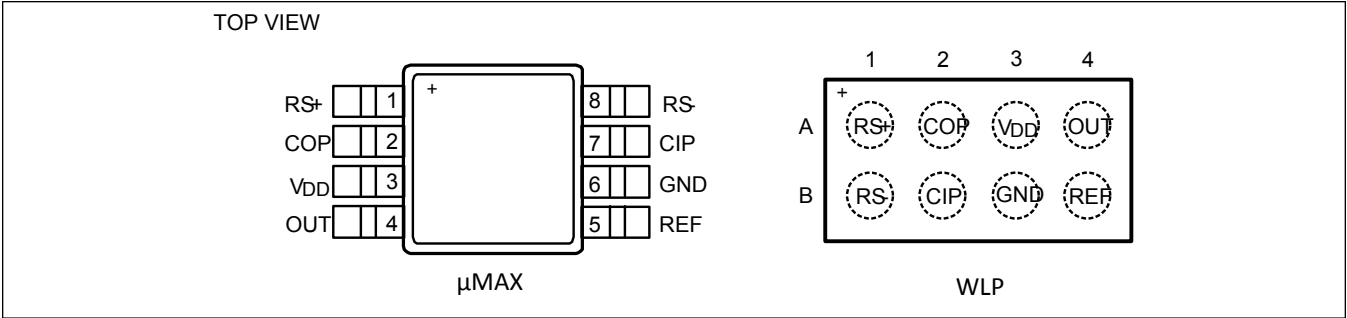 TOP VIEW
1 2 3 4
+ +
RS+ 1 8 RS-
A RS+ COP VDD OUT
COP 2 7 CIP
VDD 3 6 GND
B RS- CIP GND REF
OUT 4 5 REF
µMAX WLP